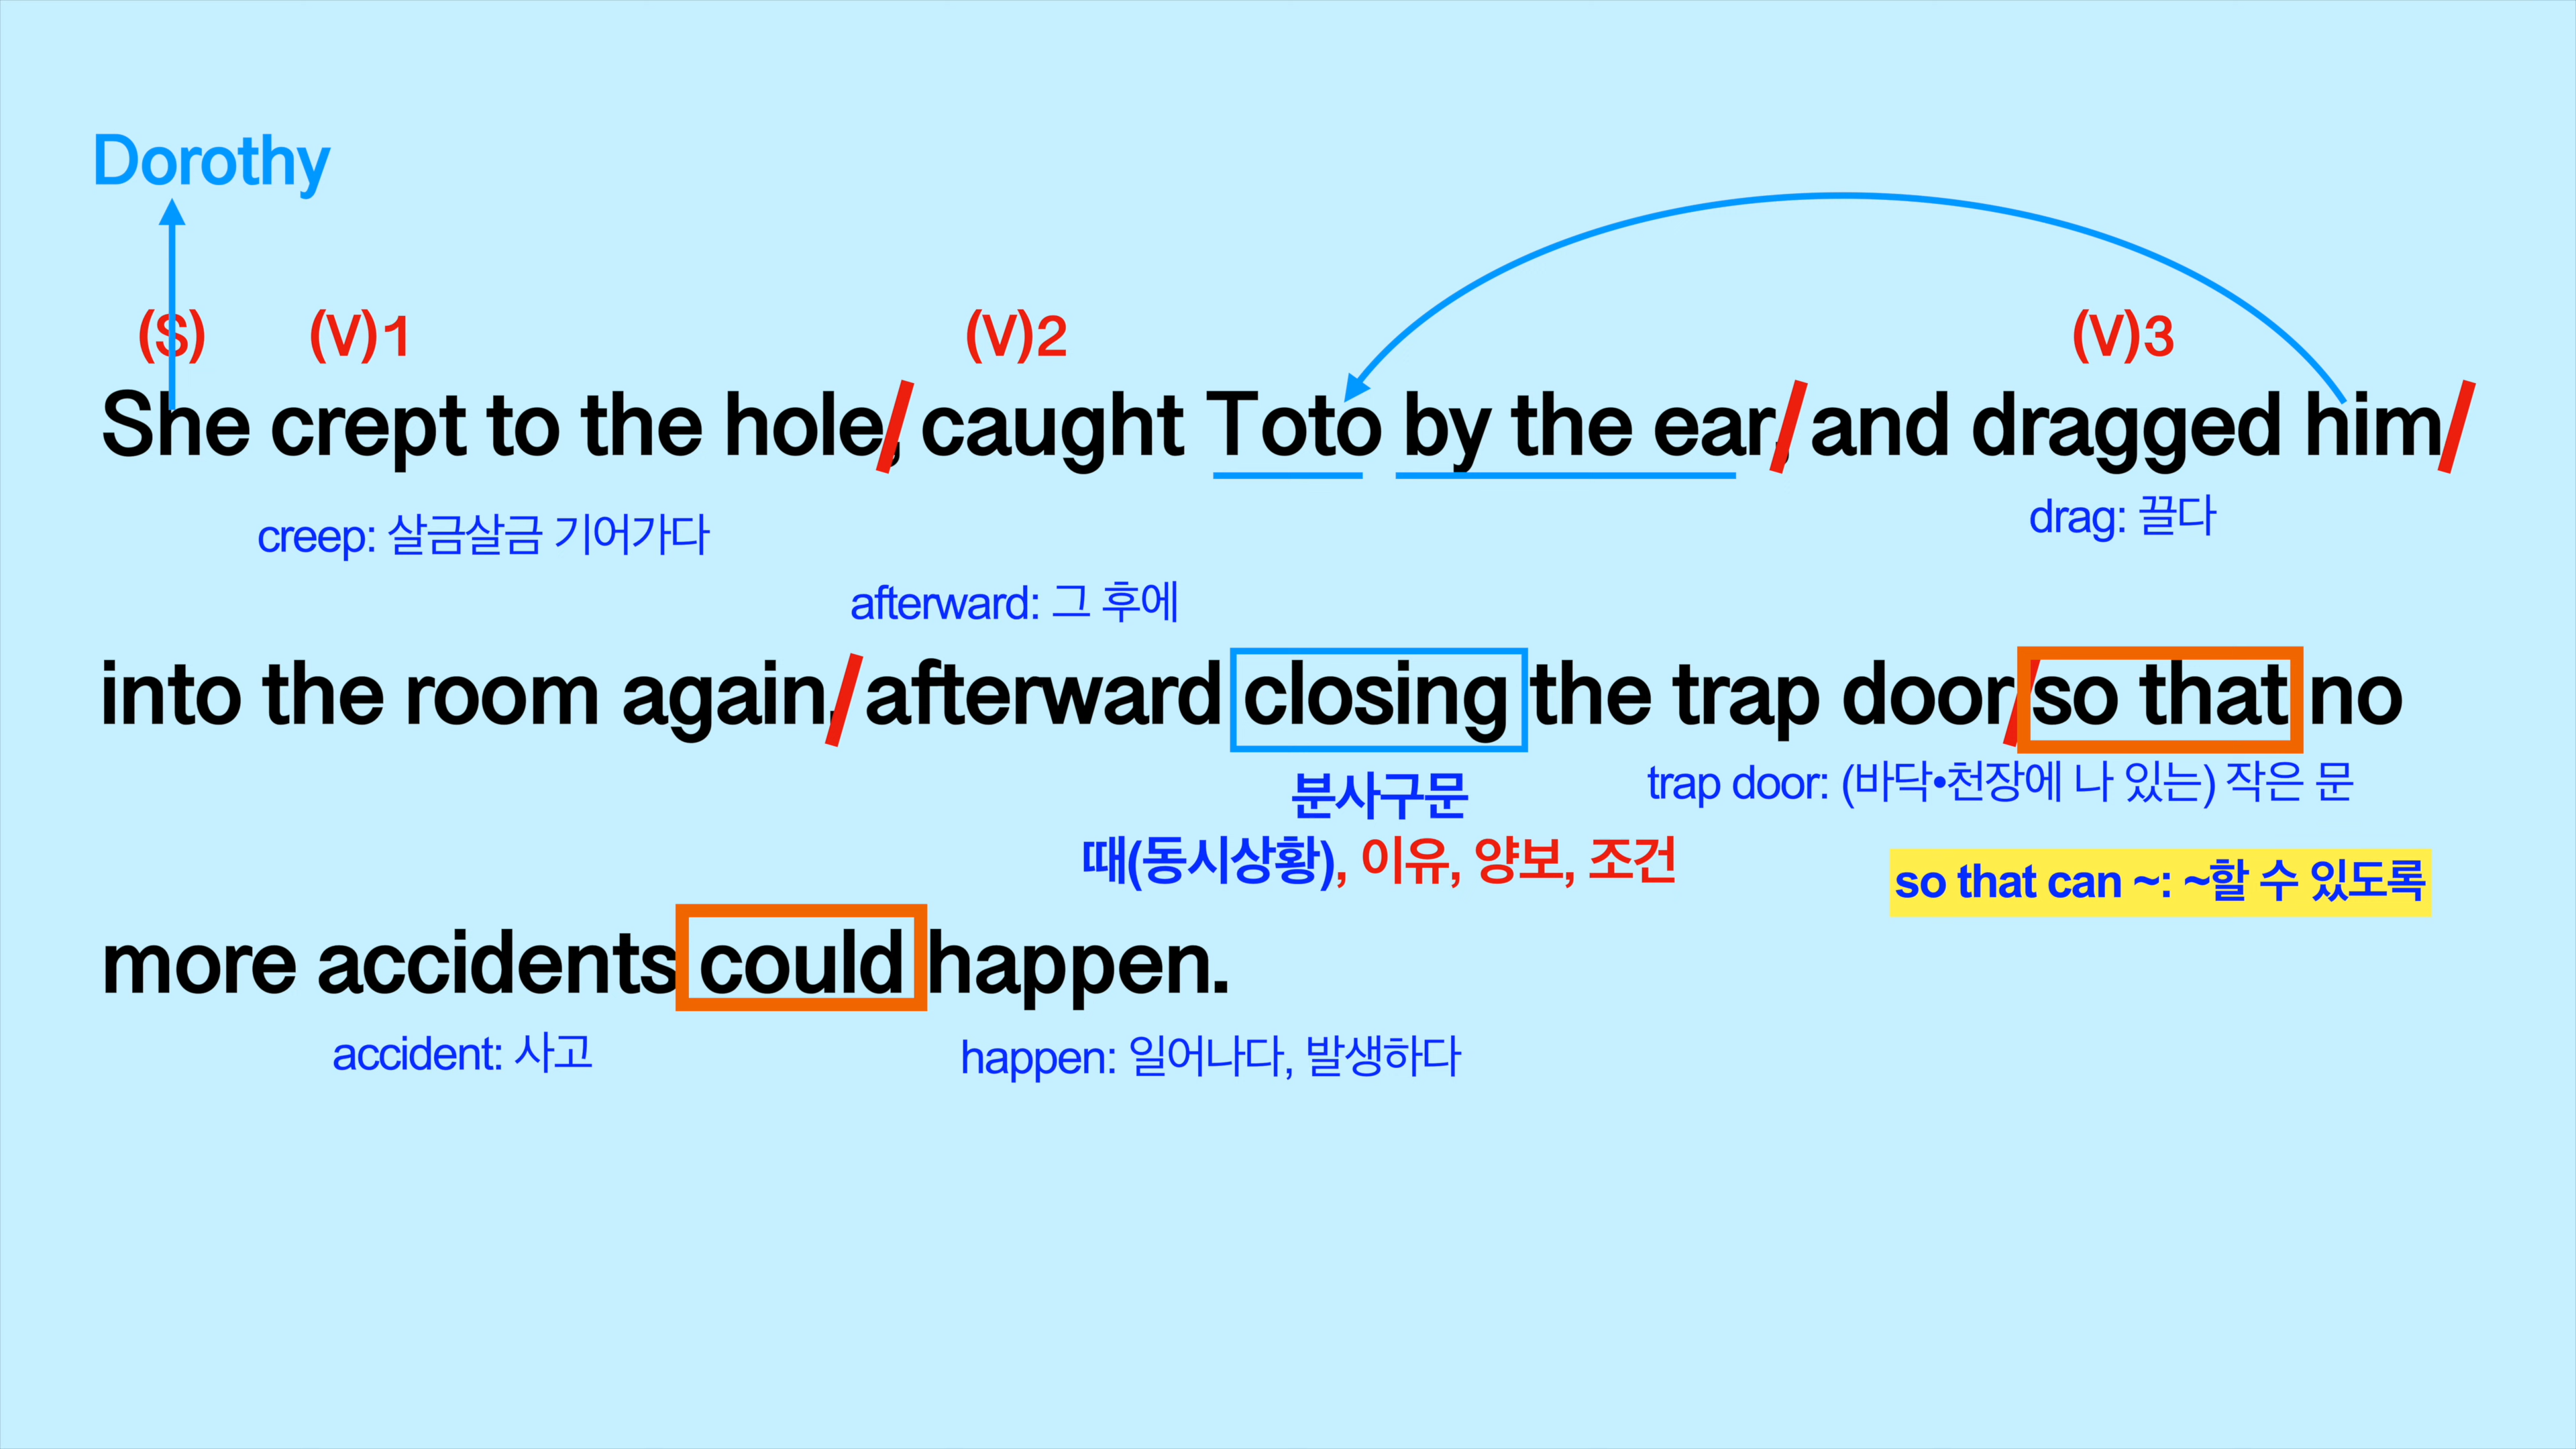 Dorothy
(S) (V)1 (V)2 (V)3
She crept to the hole, caught Toto by the ear, and dragged him
creep: 살금살금 기어가다 drag: 끌다
afterward: 그 후에
into the room again, afterward closing the trap door so that no
분사구문 trap door: (바닥•천장에 나 있는) 작은 문
때(동시상황), 이유, 양보, 조건 so that can ~: ~할 수 있도록
more accidents could happen.
accident: 사고 happen: 일어나다, 발생하다